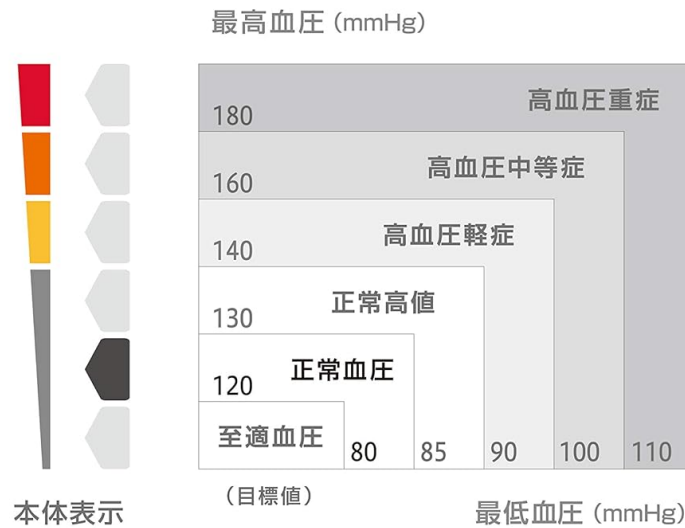 最高血圧 (mmHg)
高血圧重症
180
高血圧中等症
160
高血圧軽症
140
正常高値
130
正常血圧
120
至適血圧
80
85
90
100
110
(目標値)
本体表示
最低血圧 (mmHg)